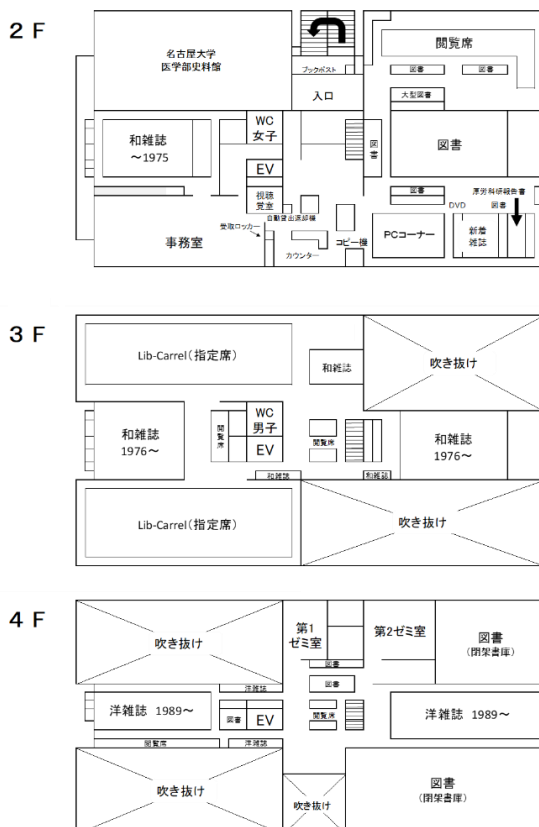 2 F
名古屋大学
医学部史料館
ブックポスト
入口
閲覧席
図書
図書
大型図書
WC
女子
和雑誌
～1975
図書
図書
EV
視聴
覚室
図書
厚労科研報告書
DVD
図書
自動貸出返却機
受取ロッカー
事務室
カウンター
コピー機
PCコーナー
新着
雑誌
3 F
Lib-Carrel(指定席)
和雑誌
吹き抜け
和雑誌
1976～
閲覧席
WC
男子
EV
閲覧席
和雑誌
1976～
和雑誌
和雑誌
Lib-Carrel(指定席)
吹き抜け
4 F
吹き抜け
第1
ゼミ室
第2ゼミ室
図書
(閉架書庫)
図書
洋雑誌
図書
洋雑誌 1989～
図書
EV
閲覧席
洋雑誌 1989～
閲覧席
洋雑誌
吹き抜け
吹き抜け
図書
(閉架書庫)